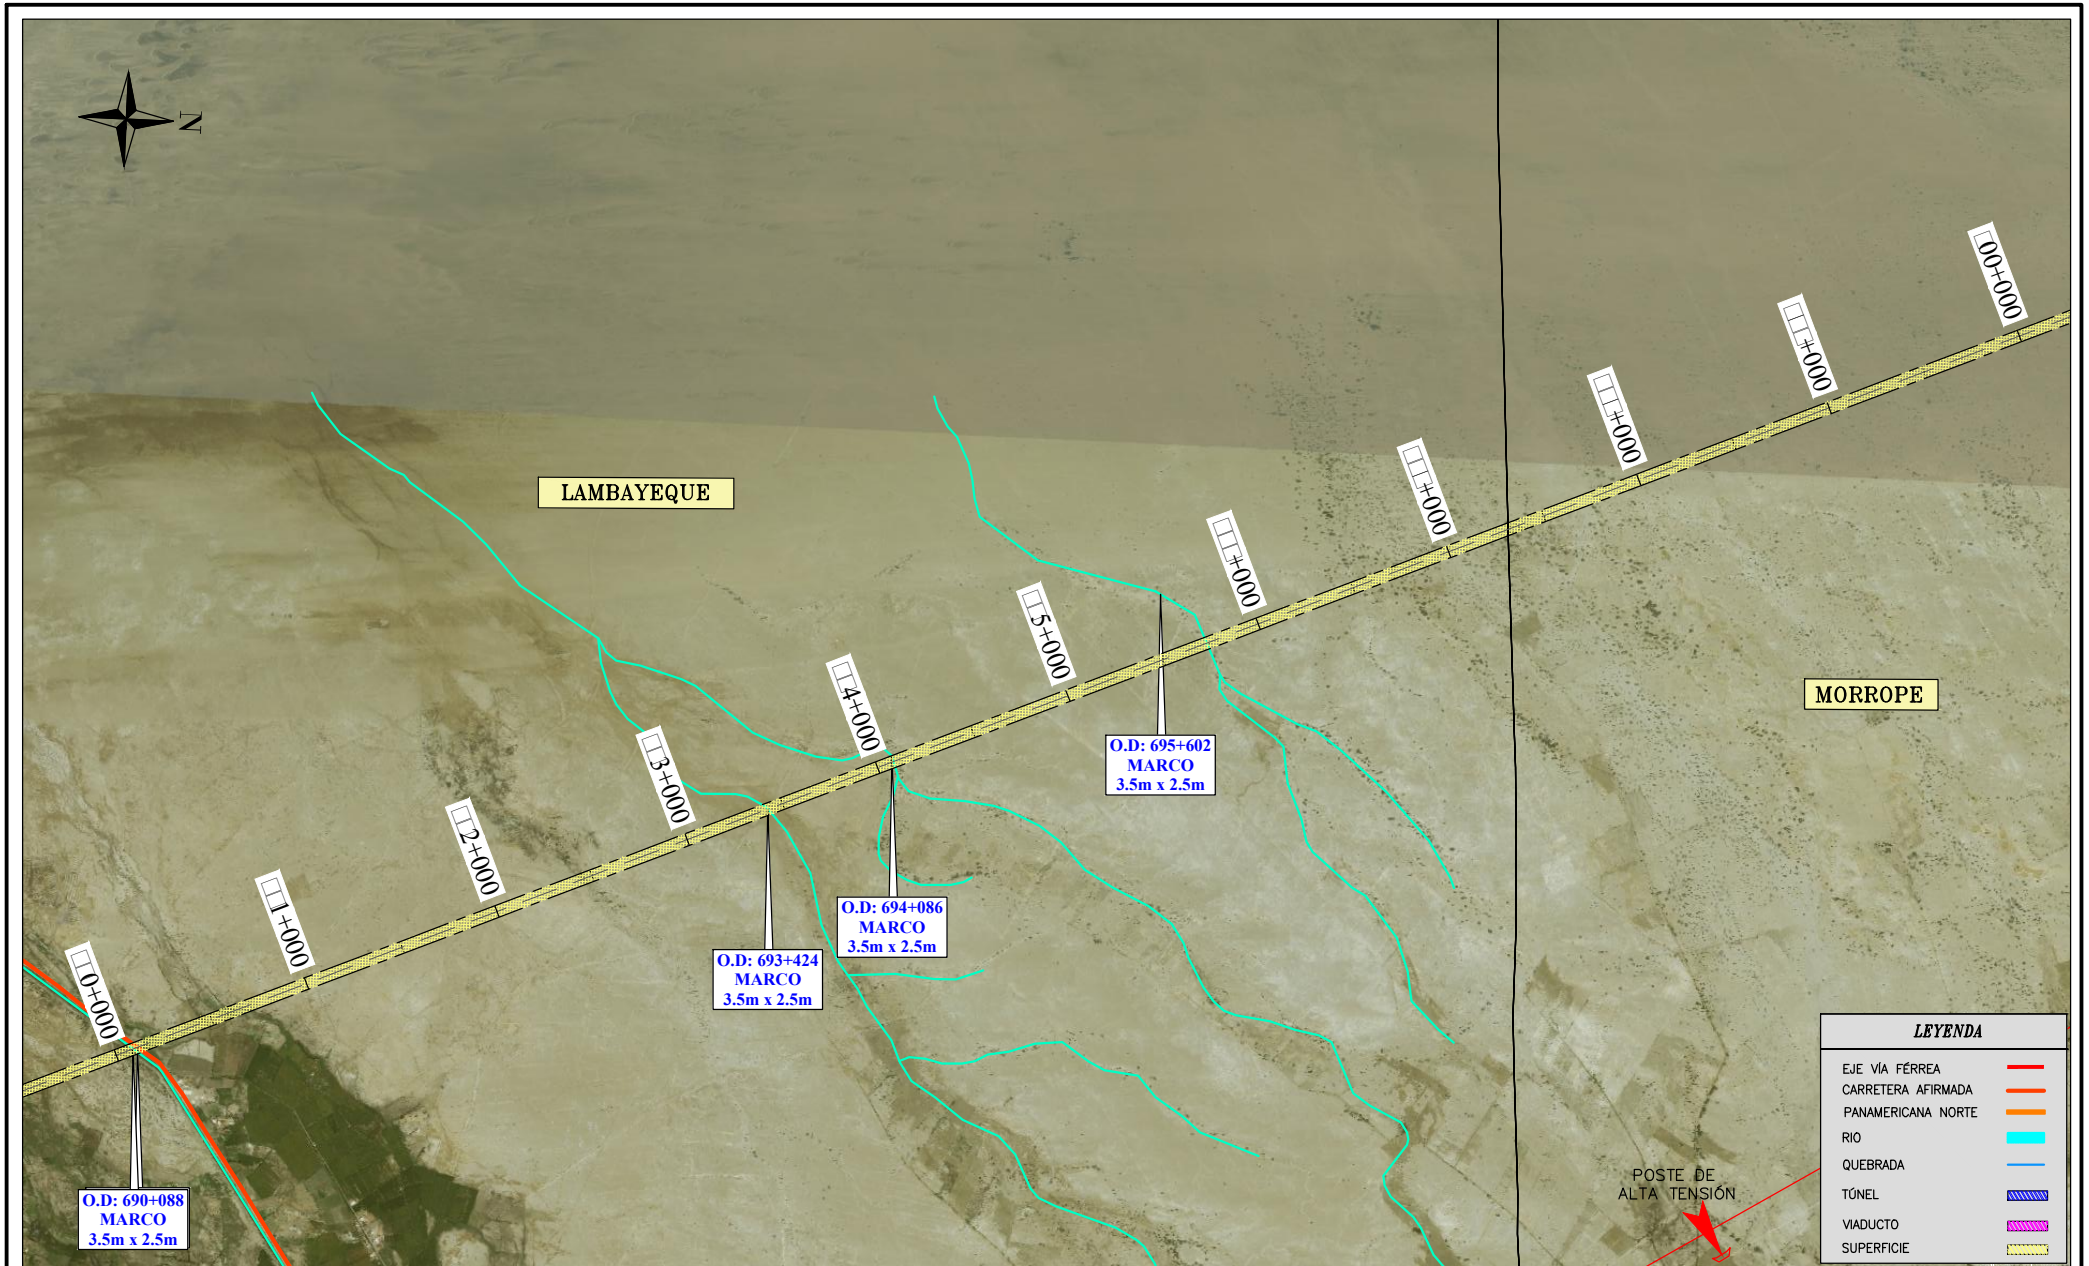 N
00+000
+000
+000
+000
+000
5+000
4+000
3+000
2+000
1+000
0+000
LAMBAYEQUE
MORROPE
O.D: 695+602
MARCO
3.5m x 2.5m
O.D: 694+086
MARCO
3.5m x 2.5m
O.D: 693+424
MARCO
3.5m x 2.5m
O.D: 690+088
MARCO
3.5m x 2.5m
POSTE DE
ALTA TENSIÓN
LEYENDA
EJE VÍA FÉRREA
CARRETERA AFIRMADA
PANAMERICANA NORTE
RIO
QUEBRADA
TÚNEL
VIADUCTO
SUPERFICIE